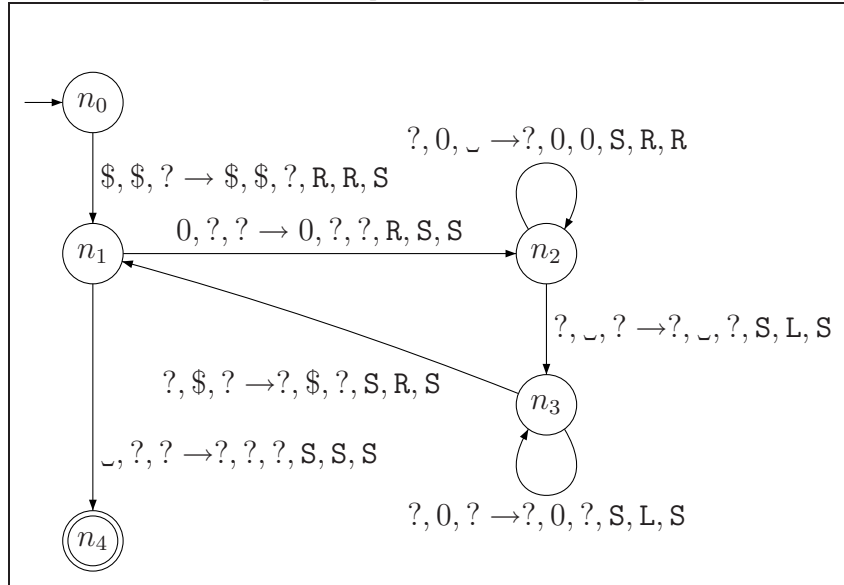 n₀
?, 0, ␣ →?, 0, 0, S, R, R
$, $, ? → $, $, ?, R, R, S
0, ?, ? → 0, ?, ?, R, S, S
n₁
n₂
?, ␣, ? →?, ␣, ?, S, L, S
?, $, ? →?, $, ?, S, R, S
n₃
␣, ?, ? →?, ?, ?, S, S, S
?, 0, ? →?, 0, ?, S, L, S
n₄